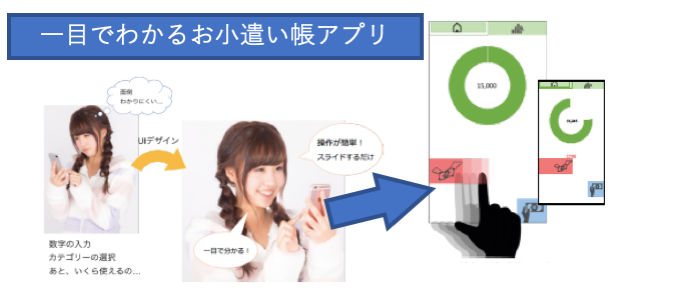 一目でわかるお小遣い帳アプリ
面倒
わかりにくい…
UIデザイン
操作が簡単！
スライドするだけ
一目で分かる！
数字の入力
カテゴリーの選択
あと、いくら使えるの…
15,000